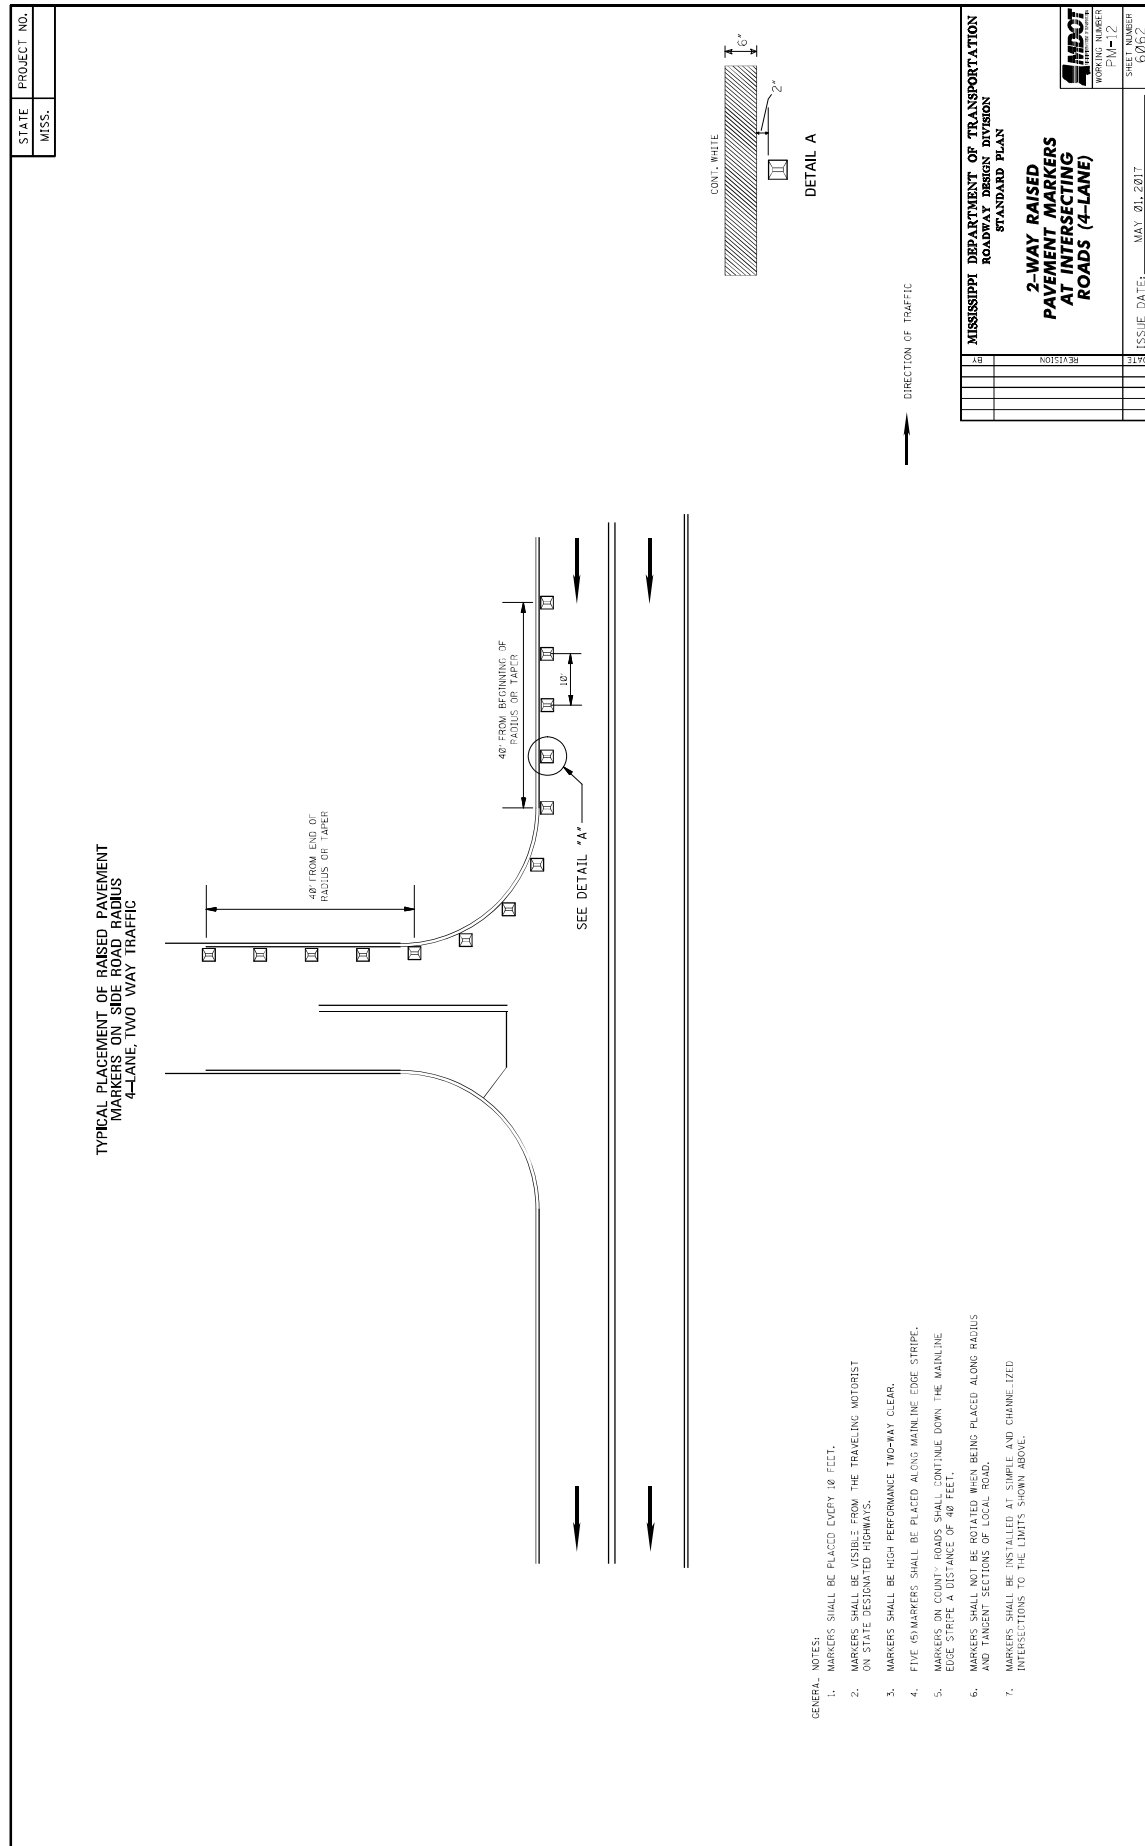 STATE
PROJECT NO.
MISS.
TYPICAL PLACEMENT OF RAISED PAVEMENT
MARKERS ON SIDE ROAD RADIUS
4-LANE, TWO WAY TRAFFIC
40' FROM END OF
RADIUS OR TAPER
40' FROM BEGINNING OF
RADIUS OR TAPER
10'
SEE DETAIL "A"
CONT. WHITE
6"
2"
DETAIL A
DIRECTION OF TRAFFIC
GENERAL NOTES:
1. MARKERS SHALL BE PLACED EVERY 10 FEET.
2. MARKERS SHALL BE VISIBLE FROM THE TRAVELING MOTORIST
ON STATE DESIGNATED HIGHWAYS.
3. MARKERS SHALL BE HIGH PERFORMANCE TWO-WAY CLEAR.
4. FIVE (5) MARKERS SHALL BE PLACED ALONG MAINLINE EDGE STRIPE.
5. MARKERS ON COUNTY ROADS SHALL CONTINUE DOWN THE MAINLINE
EDGE STRIPE A DISTANCE OF 40 FEET.
6. MARKERS SHALL NOT BE ROTATED WHEN BEING PLACED ALONG RADIUS
AND TANGENT SECTIONS OF LOCAL ROAD.
7. MARKERS SHALL BE INSTALLED AT SIMPLE AND CHANNELIZED
INTERSECTIONS TO THE LIMITS SHOWN ABOVE.
BY
REVISION
DATE
MISSISSIPPI DEPARTMENT OF TRANSPORTATION
ROADWAY DESIGN DIVISION
STANDARD PLAN
2-WAY RAISED
PAVEMENT MARKERS
AT INTERSECTING
ROADS (4-LANE)
ISSUE DATE: MAY 01, 2017
MDOT
WORKING NUMBER
PM-12
SHEET NUMBER
6062